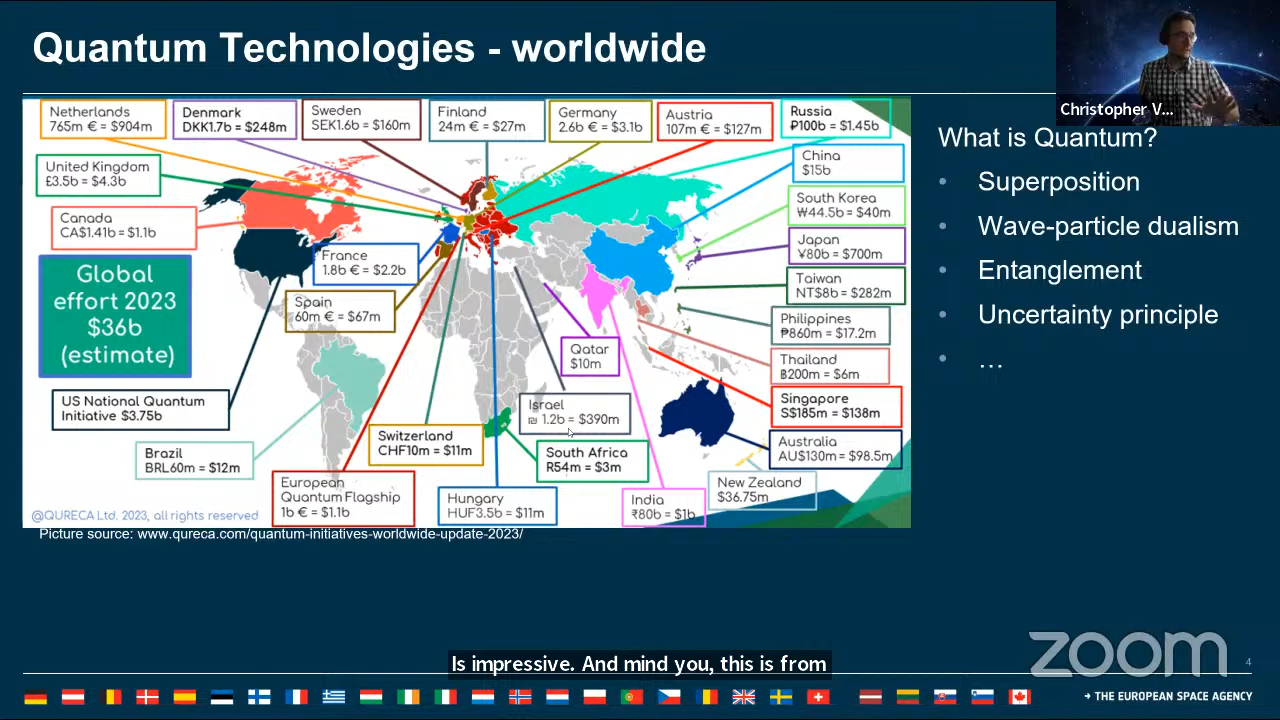 Quantum Technologies - worldwide
Christopher V...
Netherlands
765m € = $904m
Denmark
DKK1.7b = $248m
Sweden
SEK1.6b = $160m
Finland
24m € = $27m
Germany
2.6b € = $3.1b
Austria
107m € = $127m
Russia
₽100b = $1.45b
United Kingdom
£3.5b = $4.3b
China
$15b
Canada
CA$1.41b = $1.1b
South Korea
₩44.5b = $40m
France
1.8b € = $2.2b
Japan
¥80b = $700m
Global
effort 2023
$36b
(estimate)
Spain
60m € = $67m
Taiwan
NT$8b = $282m
Philippines
₱860m = $17.2m
Qatar
$10m
Thailand
฿200m = $6m
US National Quantum
Initiative $3.75b
Israel
₪ 1.2b = $390m
Singapore
S$185m = $138m
Brazil
BRL60m = $12m
Switzerland
CHF10m = $11m
South Africa
R54m = $3m
Australia
AU$130m = $98.5m
European
Quantum Flagship
1b € = $1.1b
Hungary
HUF3.5b = $11m
India
₹80b = $1b
New Zealand
$36.75m
@QURECA Ltd. 2023, all rights reserved
Picture source: www.qureca.com/quantum-initiatives-worldwide-update-2023/
What is Quantum?
• Superposition
• Wave-particle dualism
• Entanglement
• Uncertainty principle
• ...
Is impressive. And mind you, this is from
zoom
4
→ THE EUROPEAN SPACE AGENCY